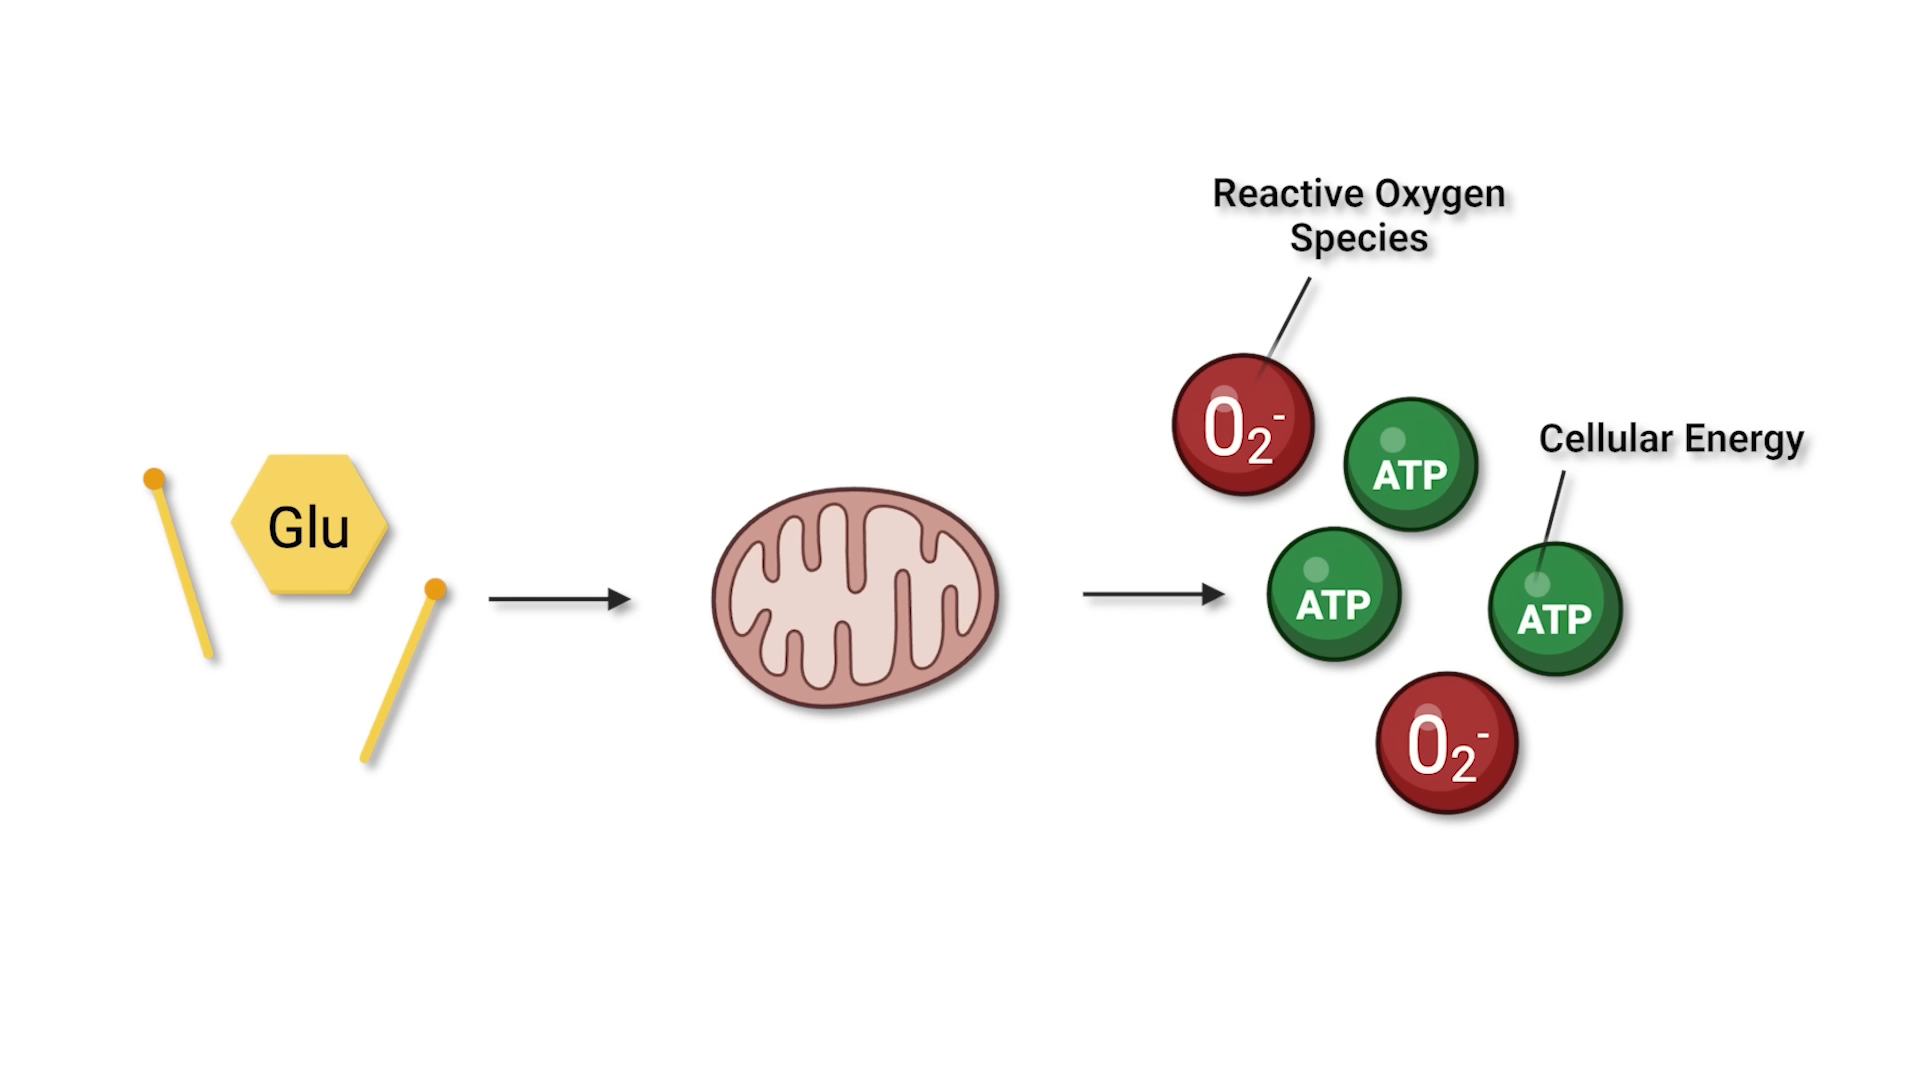 Reactive Oxygen
Species
O₂⁻
ATP
Cellular Energy
Glu
ATP
ATP
O₂⁻